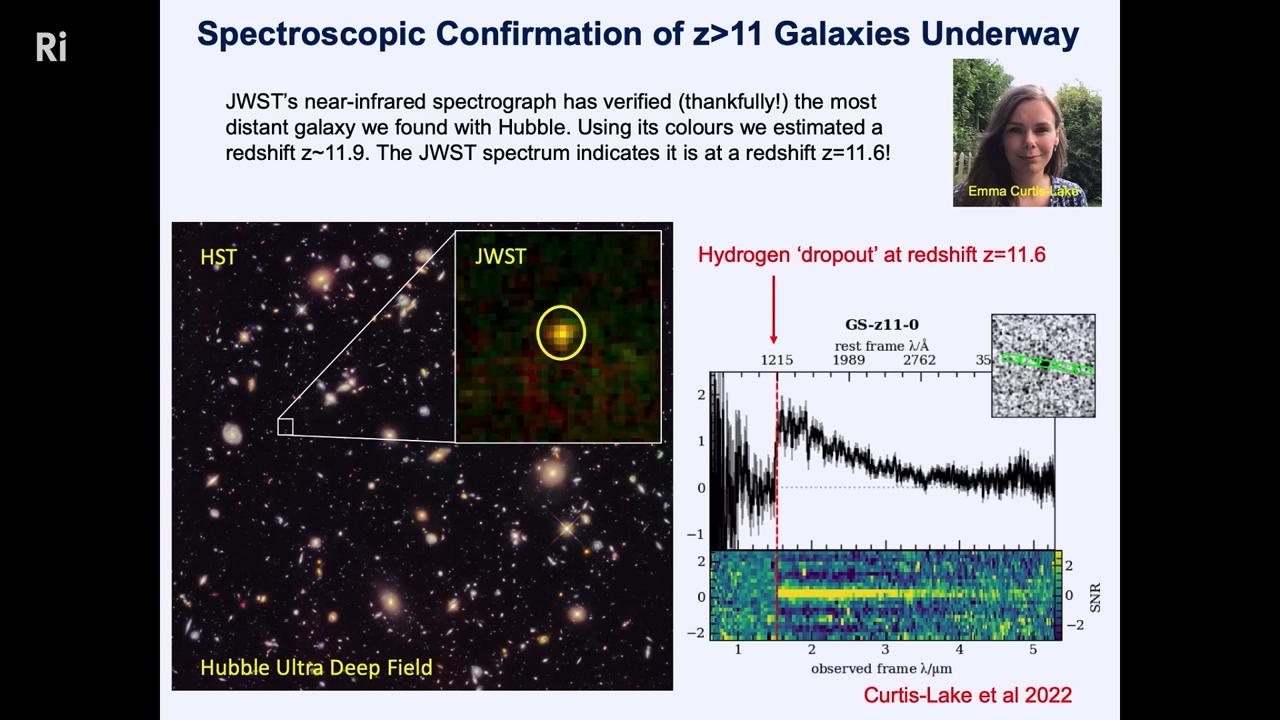 Ri
Spectroscopic Confirmation of z>11 Galaxies Underway
JWST’s near-infrared spectrograph has verified (thankfully!) the most
distant galaxy we found with Hubble. Using its colours we estimated a
redshift z~11.9. The JWST spectrum indicates it is at a redshift z=11.6!
Emma Curtis-Lake
HST
JWST
Hubble Ultra Deep Field
Hydrogen ‘dropout’ at redshift z=11.6
GS-z11-0
rest frame λ/Å
1215 1989 2762 35
2
1
0
−1
2
0
−2
2
0
−2
SNR
1 2 3 4 5
observed frame λ/μm
Curtis-Lake et al 2022